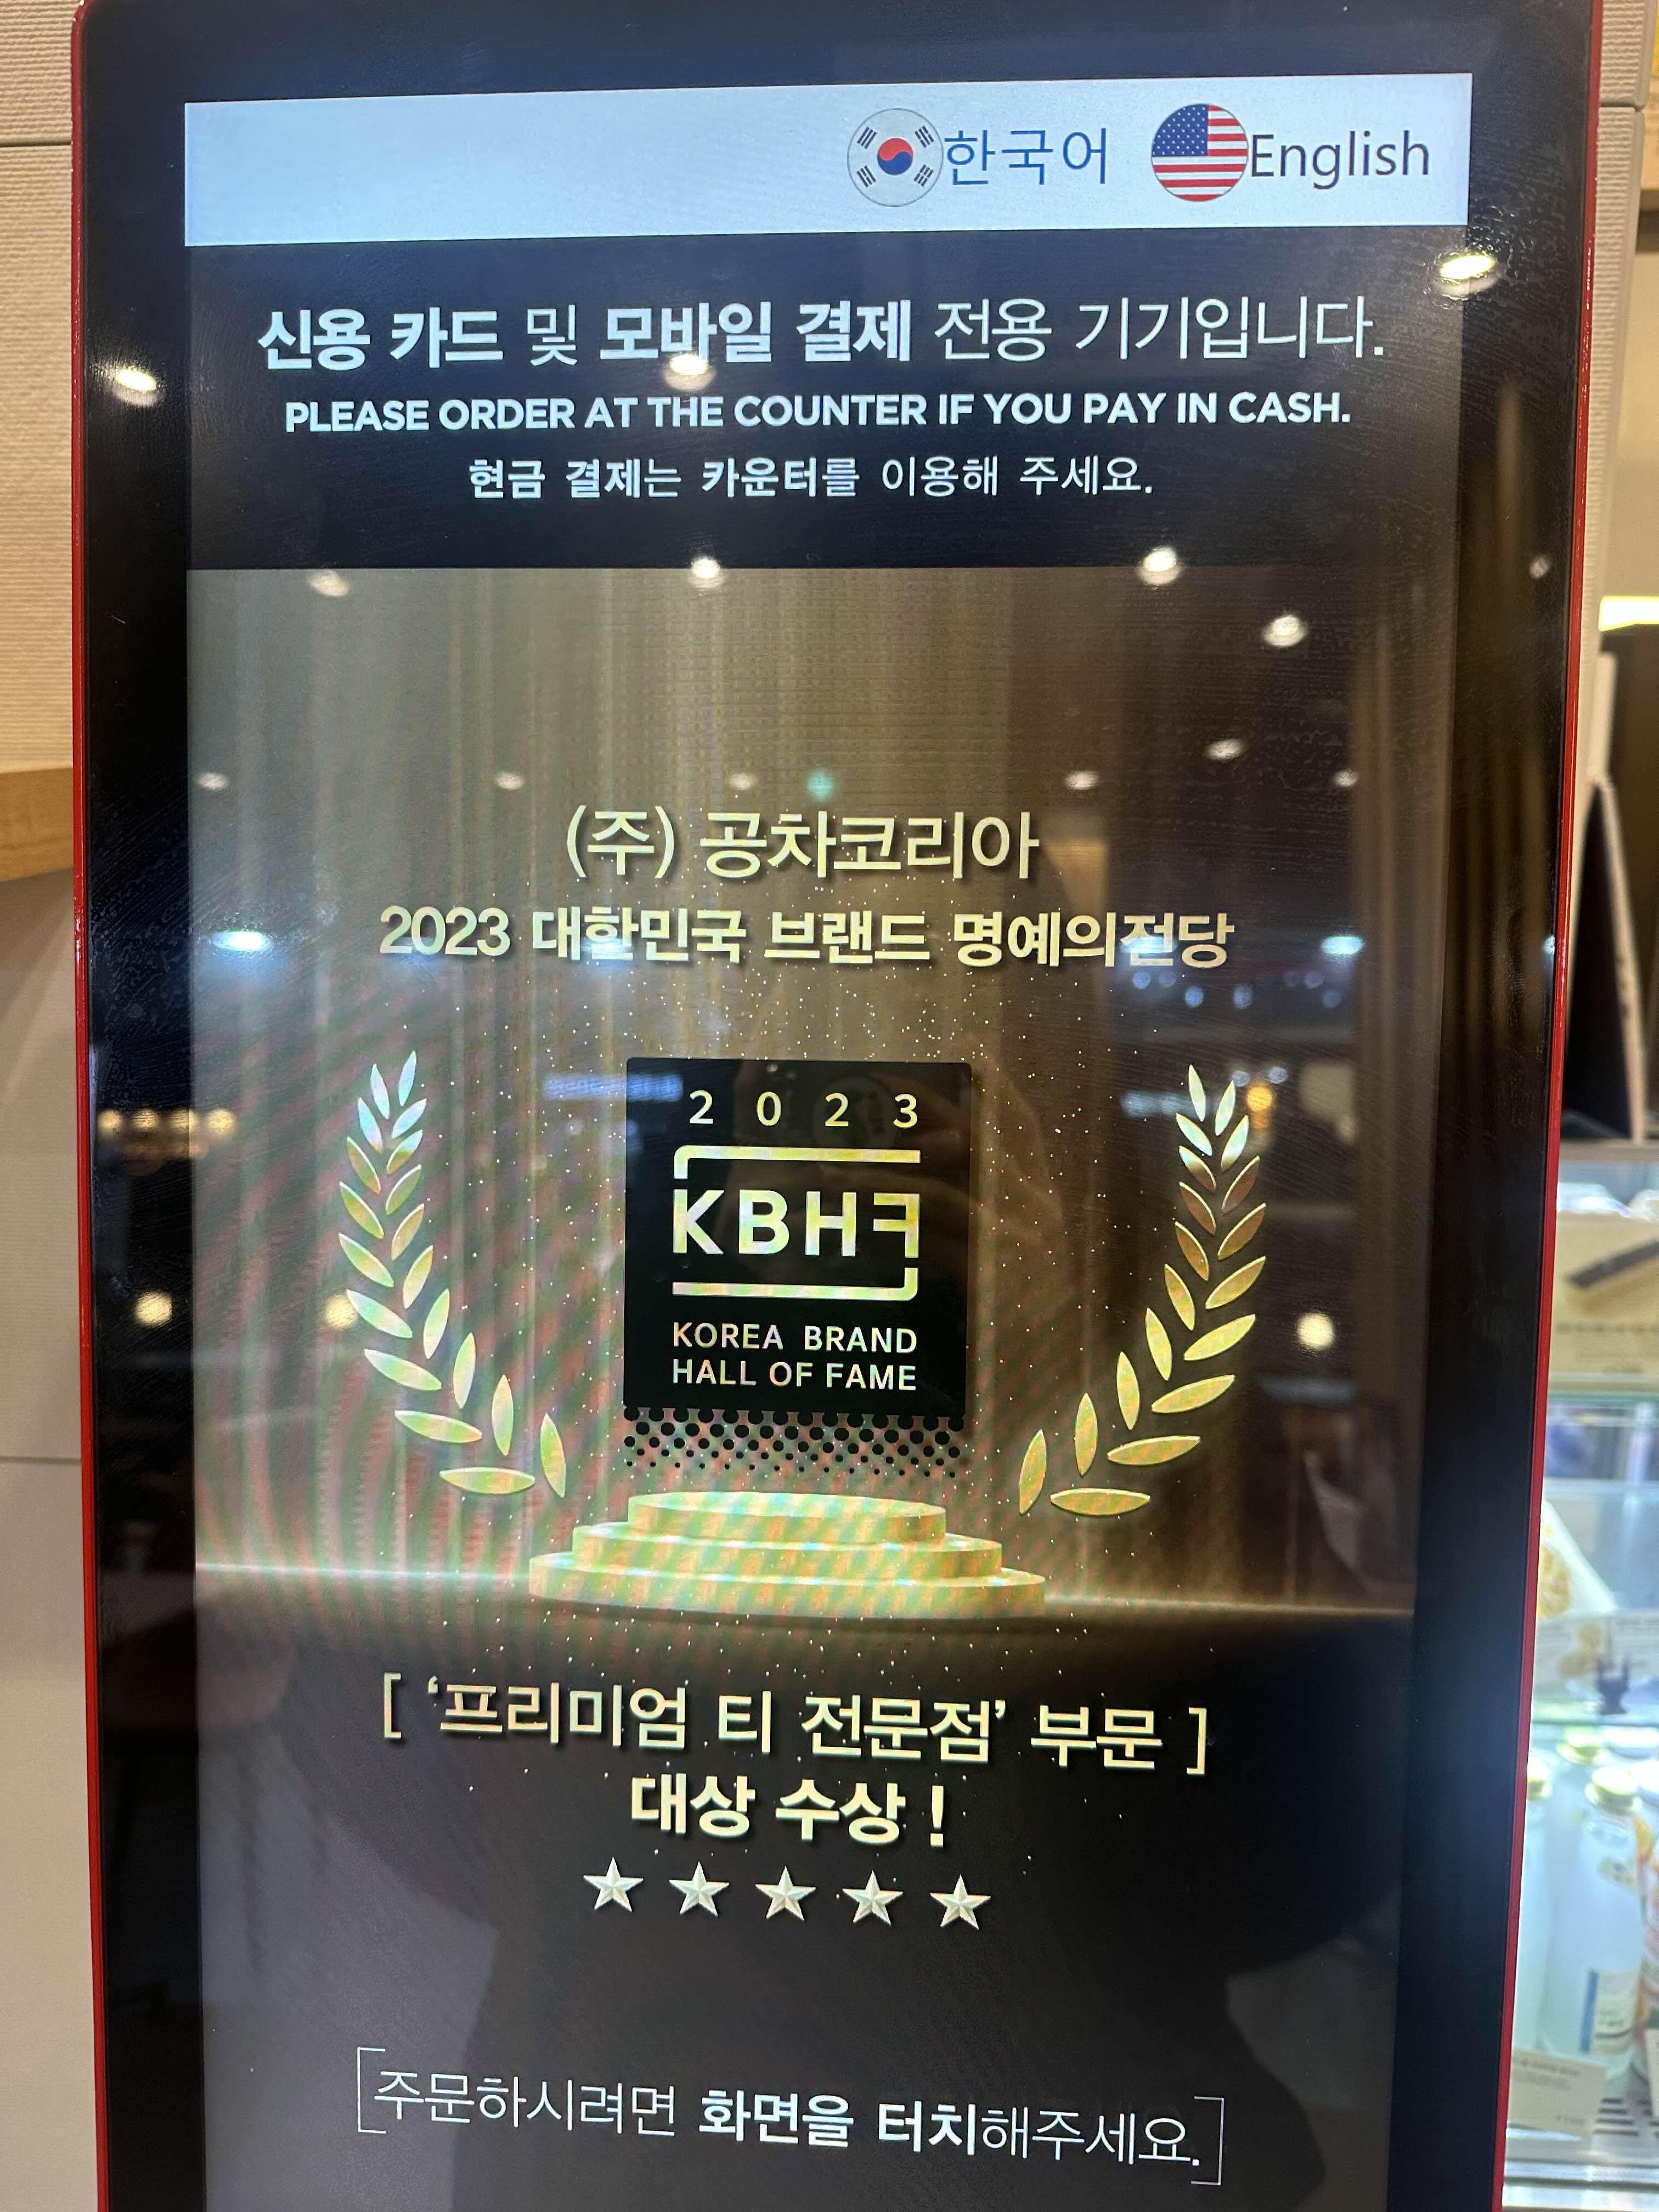 한국어 English
신용 카드 및 모바일 결제 전용 기기입니다.
PLEASE ORDER AT THE COUNTER IF YOU PAY IN CASH.
현금 결제는 카운터를 이용해 주세요.
(주) 공차코리아
2023 대한민국 브랜드 명예의전당
2023
KBHF
KOREA BRAND
HALL OF FAME
[ ‘프리미엄 티 전문점’ 부문 ]
대상 수상 !
[주문하시려면 화면을 터치해주세요.]